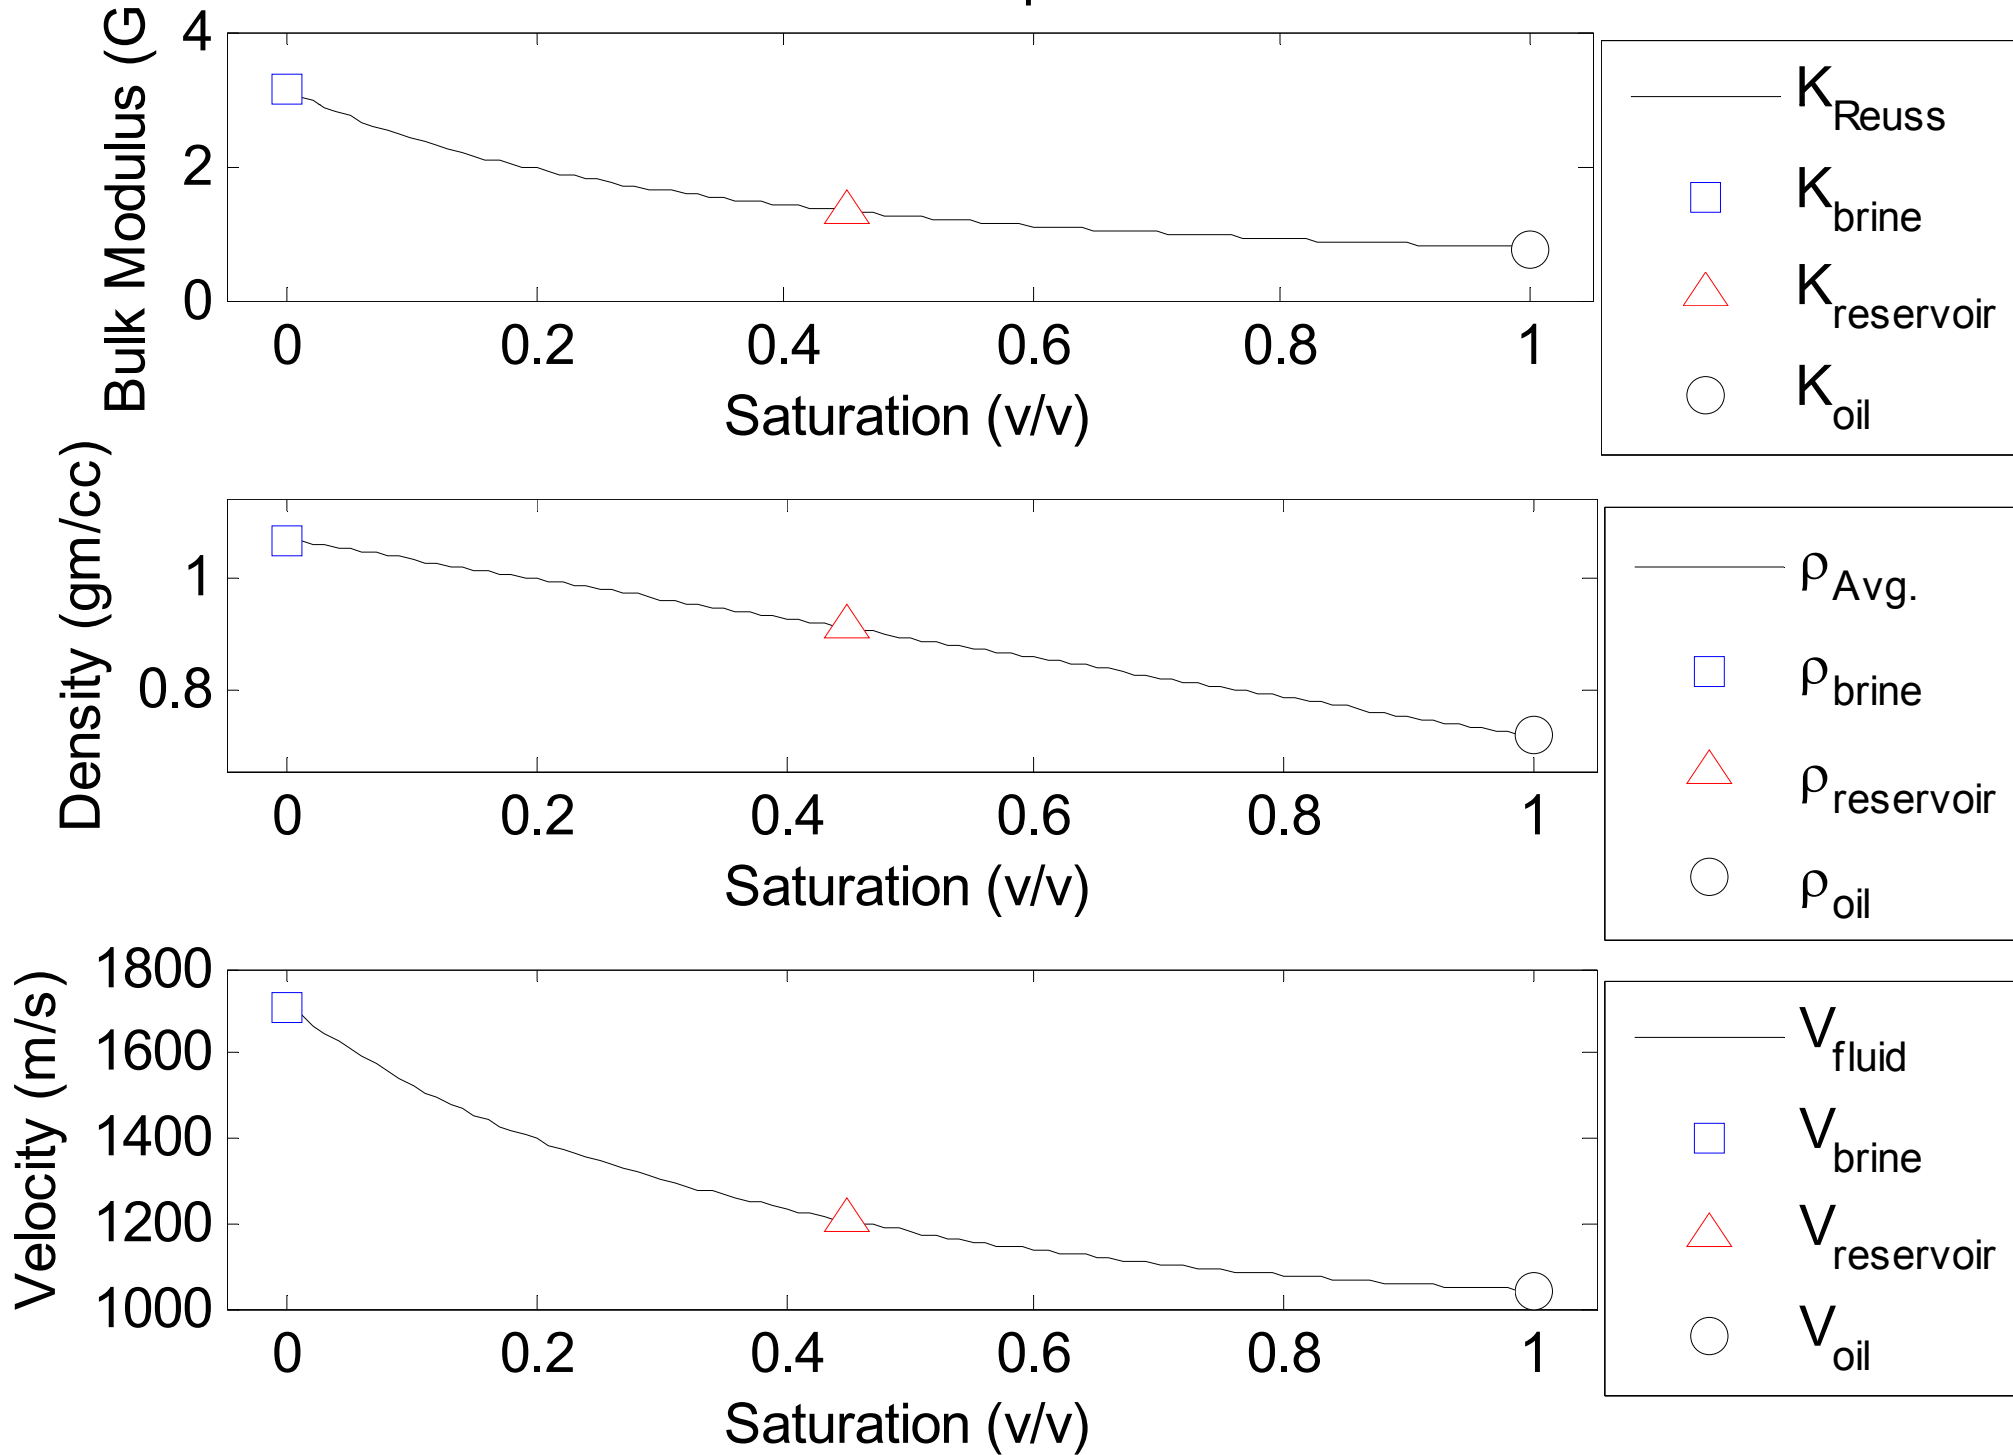 Bulk Modulus (G
4
2
0
0 0.2 0.4 0.6 0.8 1
Saturation (v/v)
K_Reuss
K_brine
K_reservoir
K_oil
Density (gm/cc)
1
0.8
0 0.2 0.4 0.6 0.8 1
Saturation (v/v)
ρ_Avg.
ρ_brine
ρ_reservoir
ρ_oil
Velocity (m/s)
1800
1600
1400
1200
1000
0 0.2 0.4 0.6 0.8 1
Saturation (v/v)
V_fluid
V_brine
V_reservoir
V_oil